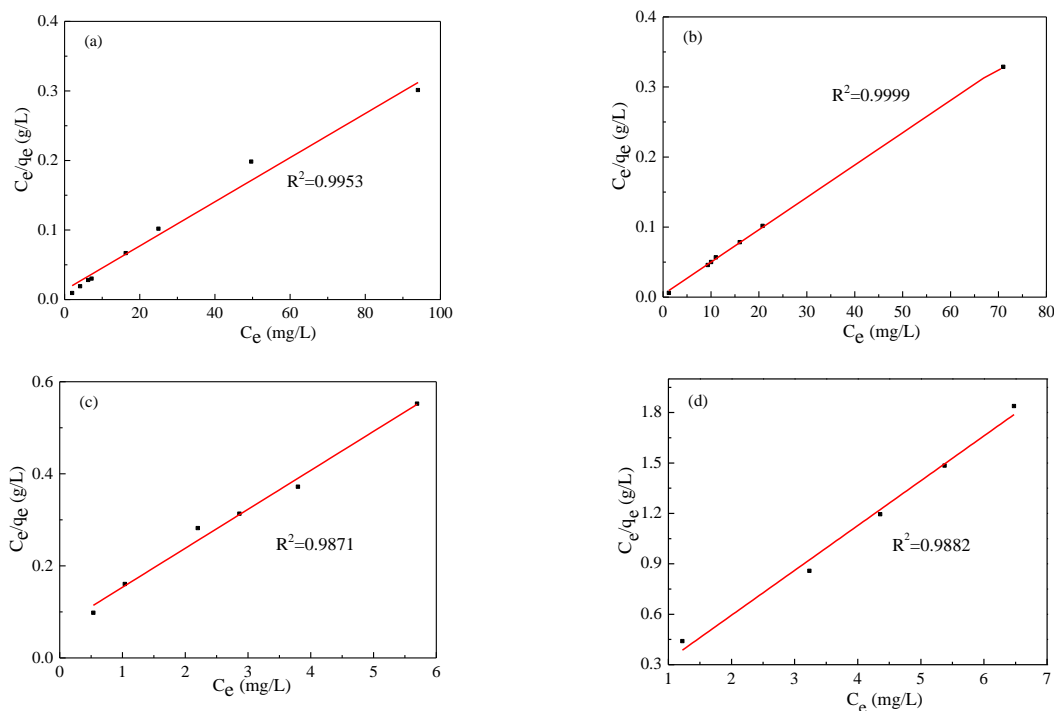 (a)
R²=0.9953
Cₑ/qₑ (g/L)
0.4
0.3
0.2
0.1
0.0
0 20 40 60 80 100
Cₑ (mg/L)
(b)
R²=0.9999
Cₑ/qₑ (g/L)
0.4
0.3
0.2
0.1
0.0
0 10 20 30 40 50 60 70 80
Cₑ (mg/L)
(c)
R²=0.9871
Cₑ/qₑ (g/L)
0.6
0.4
0.2
0.0
0 1 2 3 4 5 6
Cₑ (mg/L)
(d)
R²=0.9882
Cₑ/qₑ (g/L)
1.8
1.5
1.2
0.9
0.6
0.3
1 2 3 4 5 6 7
Cₑ (mg/L)